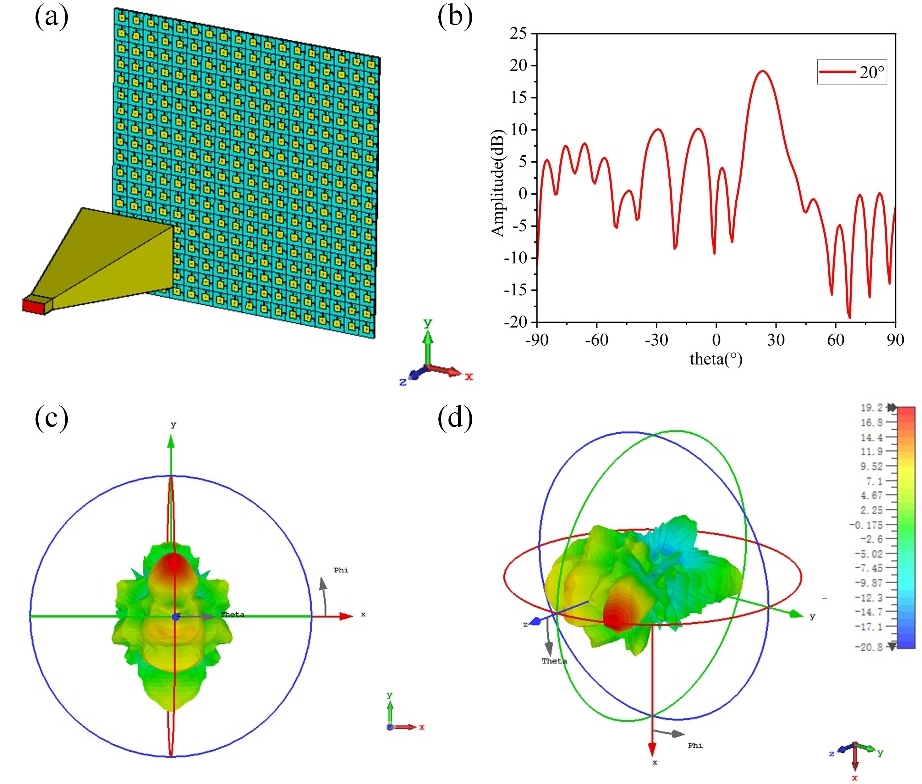 (a)
y
x
z
(b)
25
20
15
10
5
0
-5
-10
-15
-20
Amplitude(dB)
20°
-90
-60
-30
0
30
60
90
theta(°)
(c)
y
Phi
Theta
x
y
z
x
(d)
z
Theta
y
Phi
x
19.2
16.8
14.4
11.9
9.52
7.1
4.67
2.25
-0.175
-2.6
-5.02
-7.45
-9.87
-12.3
-14.7
-17.1
-20.8
z
y
x